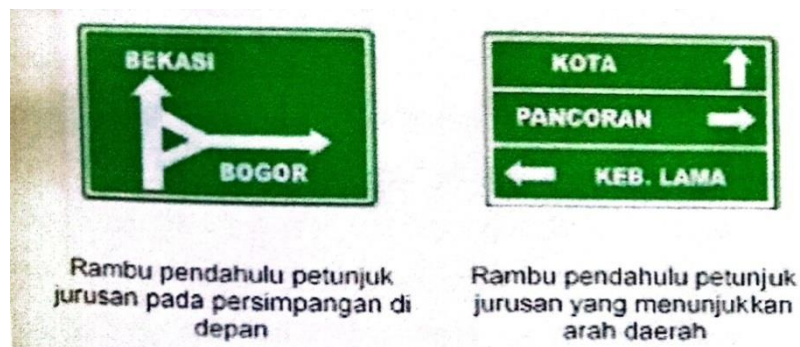 BEKASI
BOGOR
Rambu pendahulu petunjuk
jurusan pada persimpangan di
depan
KOTA
PANCORAN
KEB. LAMA
Rambu pendahulu petunjuk
jurusan yang menunjukkan
arah daerah